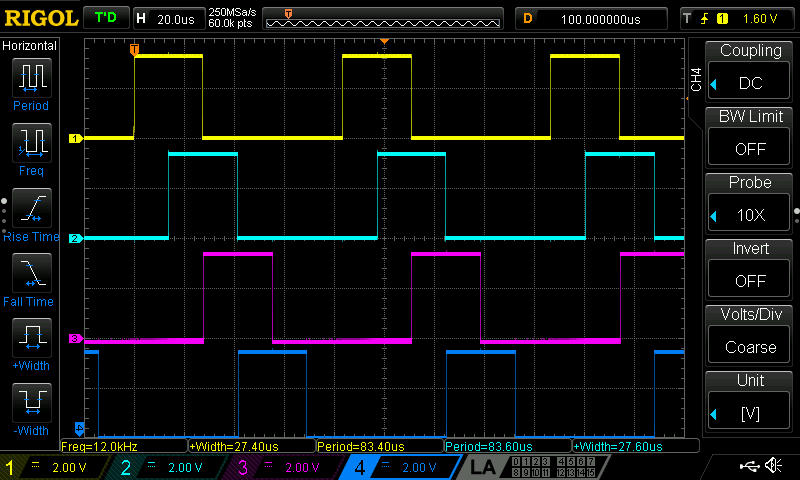 RIGOL T'D H 20.0us 250MSa/s 60.0k pts T D 100.000000us T 1 1.60 V
Horizontal
Period
Freq
Rise Time
Fall Time
+Width
-Width
T
1
2
3
4
CH4
Coupling
DC
BW Limit
OFF
Probe
10X
Invert
OFF
Volts/Div
Coarse
Unit
[V]
Freq=12.0kHz +Width=27.40us Period=83.40us Period=83.60us +Width=27.60us
1 2.00 V 2 2.00 V 3 2.00 V 4 2.00 V LA 0 1 2 3 4 5 6 7
8 9 10 11 12 13 14 15